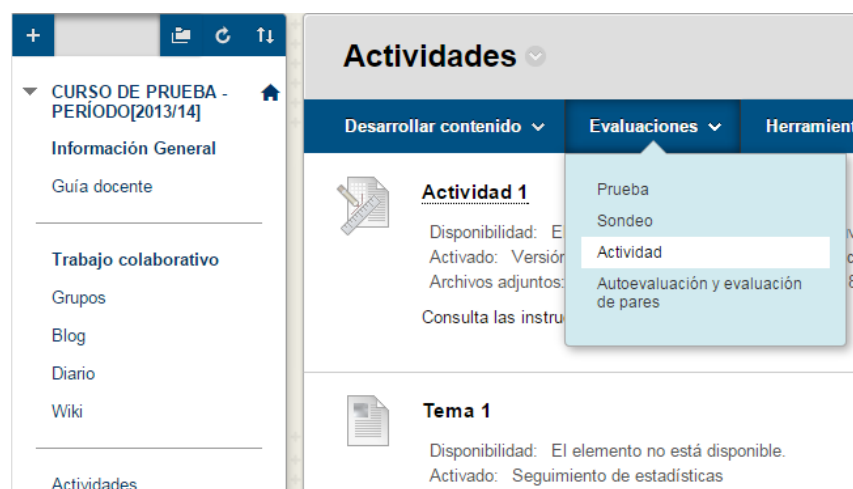 CURSO DE PRUEBA -
PERÍODO[2013/14]
Información General
Guía docente
Trabajo colaborativo
Grupos
Blog
Diario
Wiki
Actividades
Actividades
Desarrollar contenido
Evaluaciones
Prueba
Sondeo
Actividad
Autoevaluación y evaluación
de pares
Actividad 1
Disponibilidad:
Activado:
Archivos adjuntos:
Consulta las
Tema 1
Disponibilidad: El elemento no está disponible.
Activado: Seguimiento de estadísticas